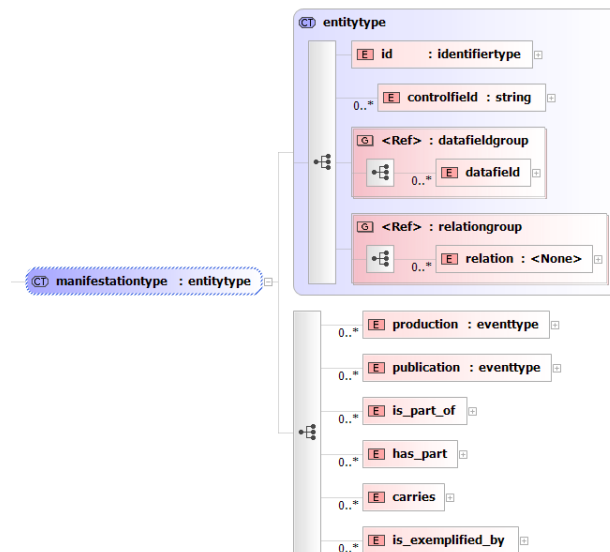 CT entitytype
E id : identifiertype
0..* E controlfield : string
G <Ref> : datafieldgroup
0..* E datafield
G <Ref> : relationgroup
0..* E relation : <None>
CT manifestationtype : entitytype
0..* E production : eventtype
0..* E publication : eventtype
0..* E is_part_of
0..* E has_part
0..* E carries
0..* E is_exemplified_by